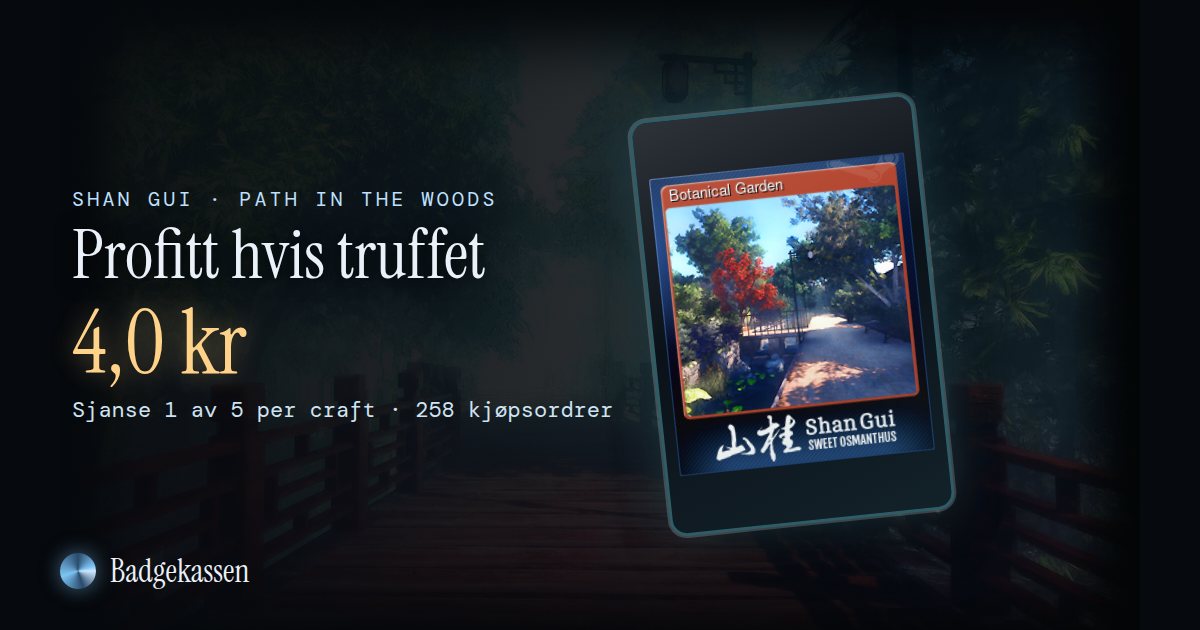 SHAN GUI · PATH IN THE WOODS
Profitt hvis truffet
4,0 kr
Sjanse 1 av 5 per craft · 258 kjøpsordrer
Botanical Garden
山桂 Shan Gui
SWEET OSMANTHUS
Badgekassen